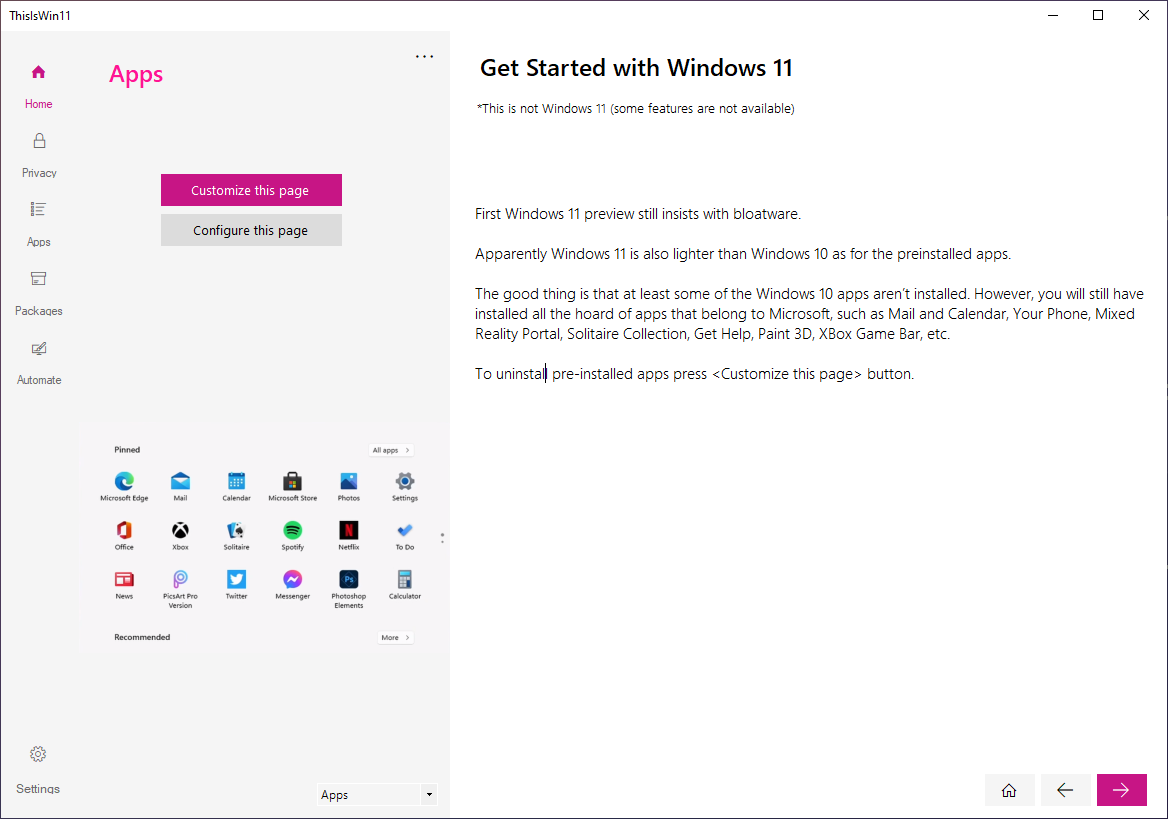 ThisIsWin11
Home
Privacy
Apps
Packages
Automate
Settings
Apps
...
Customize this page
Configure this page
Pinned
All apps >
Microsoft Edge
Mail
Calendar
Microsoft Store
Photos
Settings
Office
Xbox
Solitaire
Spotify
Netflix
To Do
News
PicsArt Pro
Version
Twitter
Messenger
Ps
Photoshop
Elements
Calculator
Recommended
More >
Apps
Get Started with Windows 11
*This is not Windows 11 (some features are not available)
First Windows 11 preview still insists with bloatware.
Apparently Windows 11 is also lighter than Windows 10 as for the preinstalled apps.
The good thing is that at least some of the Windows 10 apps aren’t installed. However, you will still have
installed all the hoard of apps that belong to Microsoft, such as Mail and Calendar, Your Phone, Mixed
Reality Portal, Solitaire Collection, Get Help, Paint 3D, XBox Game Bar, etc.
To uninstall pre-installed apps press <Customize this page> button.